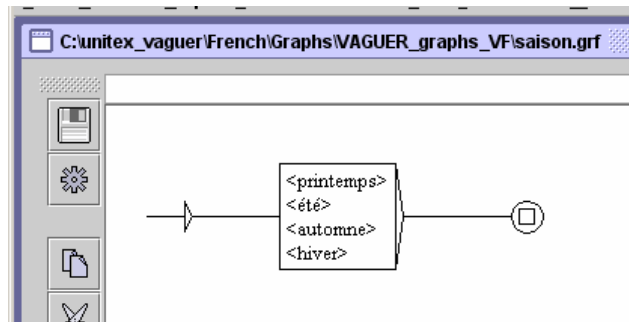 C:\unitex_vaguer\French\Graphs\VAGUER_graphs_VF\saison.grf
<printemps>
<été>
<automne>
<hiver>